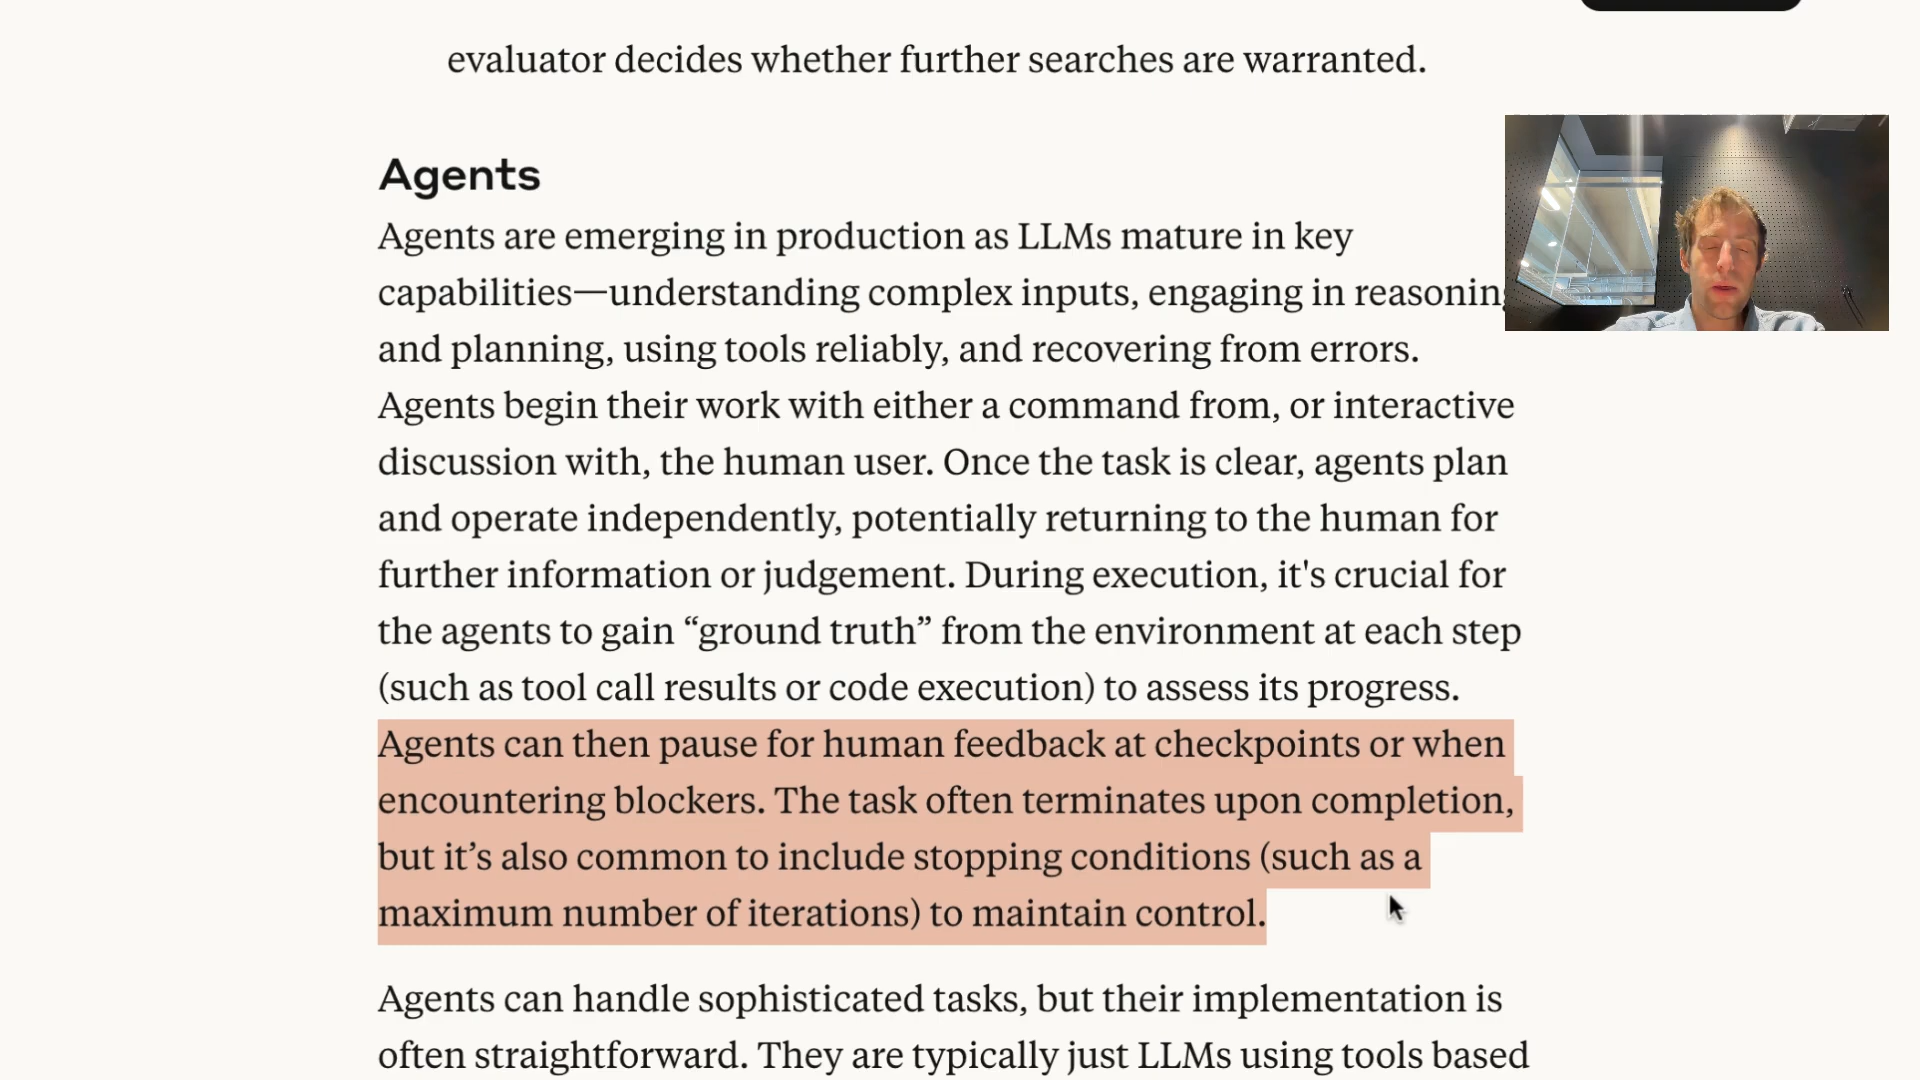 evaluator decides whether further searches are warranted.
Agents
Agents are emerging in production as LLMs mature in key
capabilities—understanding complex inputs, engaging in reasoning
and planning, using tools reliably, and recovering from errors.
Agents begin their work with either a command from, or interactive
discussion with, the human user. Once the task is clear, agents plan
and operate independently, potentially returning to the human for
further information or judgement. During execution, it's crucial for
the agents to gain “ground truth” from the environment at each step
(such as tool call results or code execution) to assess its progress.
Agents can then pause for human feedback at checkpoints or when
encountering blockers. The task often terminates upon completion,
but it’s also common to include stopping conditions (such as a
maximum number of iterations) to maintain control.
Agents can handle sophisticated tasks, but their implementation is
often straightforward. They are typically just LLMs using tools based